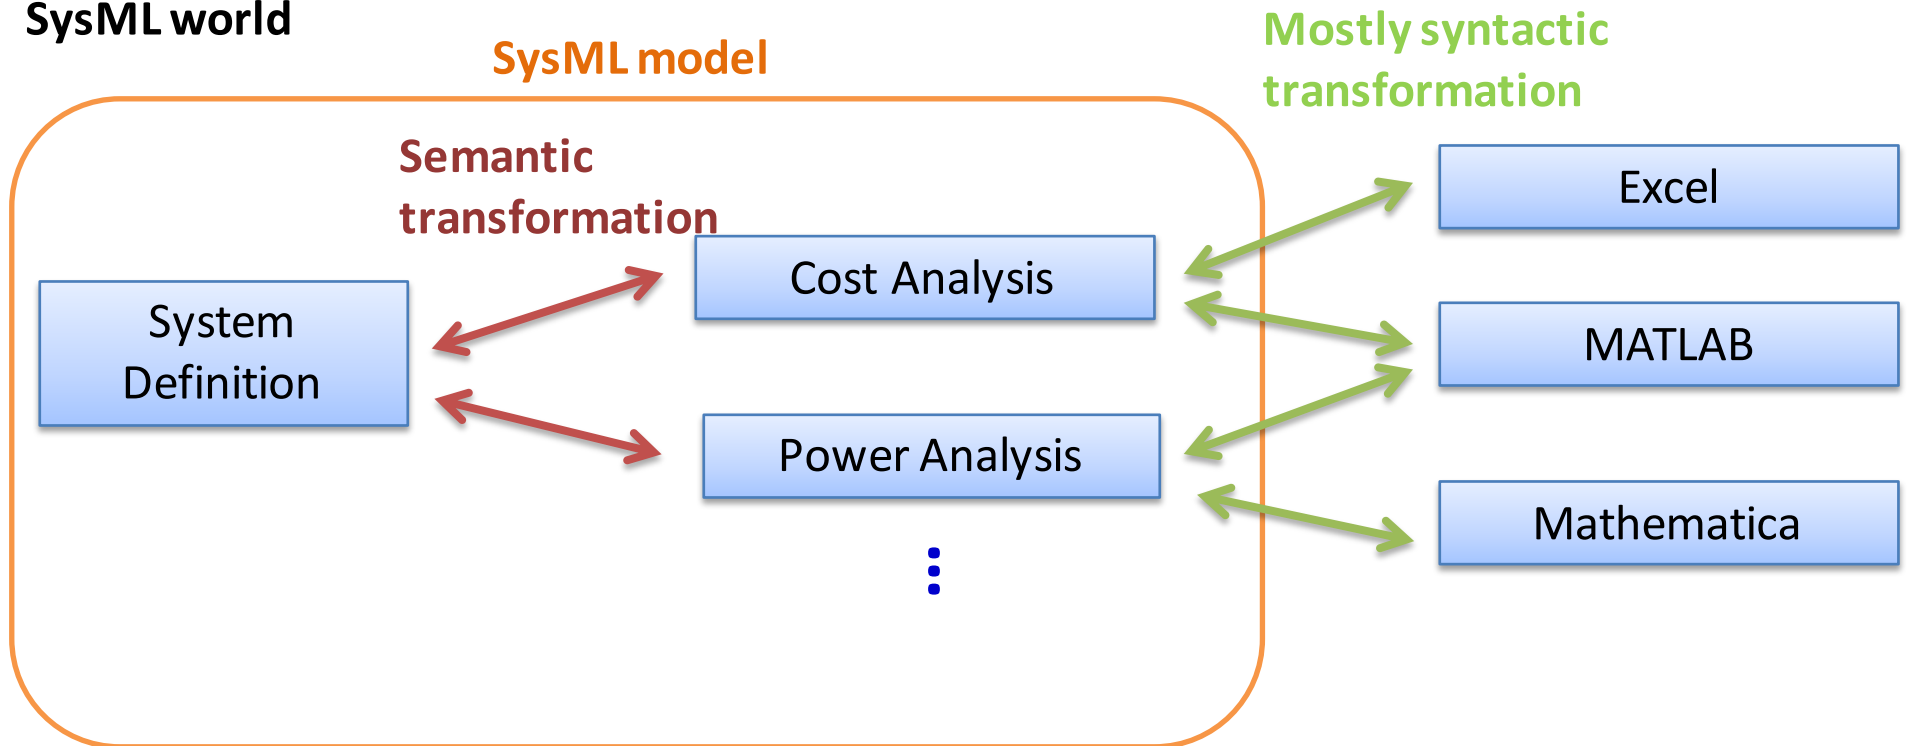 SysML world
SysML model
Mostly syntactic
transformation
Semantic
transformation
System
Definition
Cost Analysis
Power Analysis
Excel
MATLAB
Mathematica